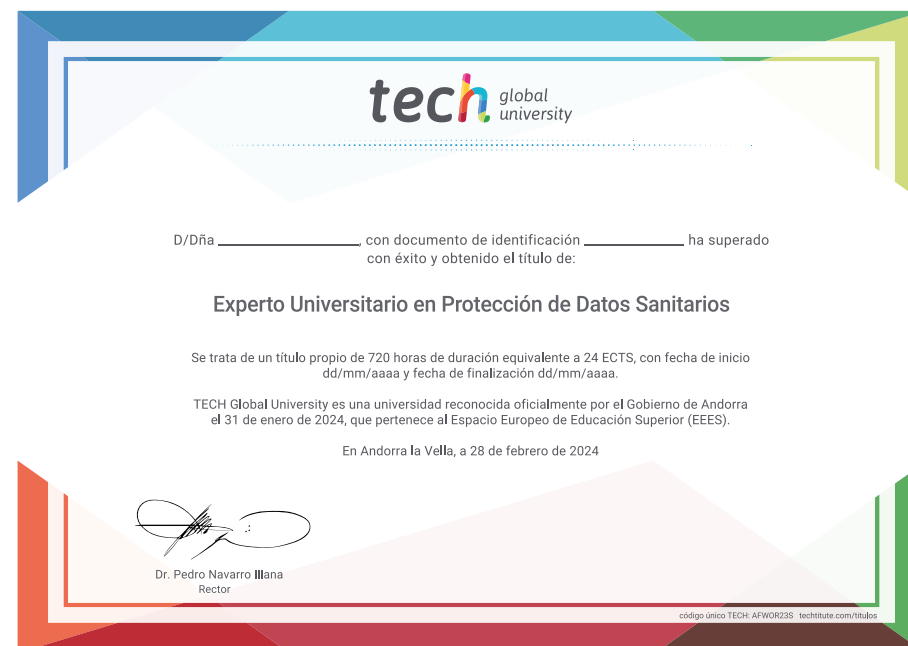 tech global university
D/Dña ____________, con documento de identificación ____________ ha superado
con éxito y obtenido el título de:
Experto Universitario en Protección de Datos Sanitarios
Se trata de un título propio de 720 horas de duración equivalente a 24 ECTS, con fecha de inicio
dd/mm/aaaa y fecha de finalización dd/mm/aaaa.
TECH Global University es una universidad reconocida oficialmente por el Gobierno de Andorra
el 31 de enero de 2024, que pertenece al Espacio Europeo de Educación Superior (EEES).
En Andorra la Vella, a 28 de febrero de 2024
Dr. Pedro Navarro Illana
Rector
código único TECH: AFWOR23S techtitute.com/titulos